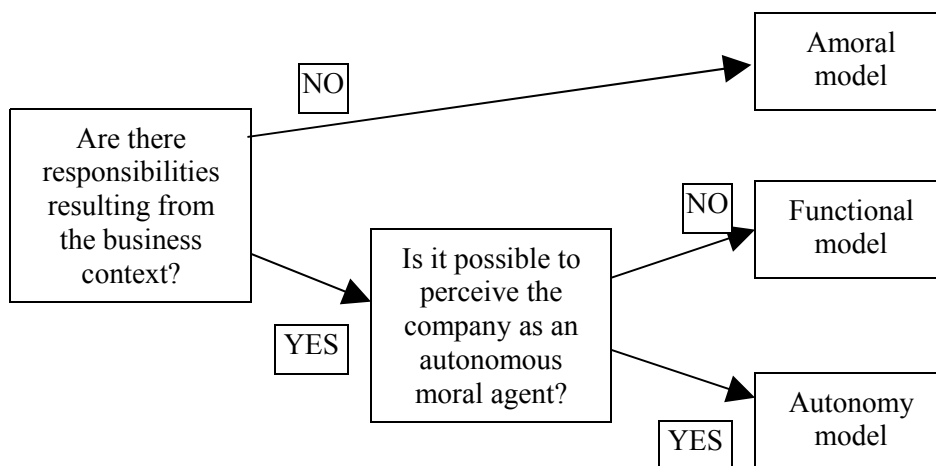 Amoral
model
NO
Are there
responsibilities
resulting from
the business
context?
NO
Functional
model
Is it possible to
perceive the
company as an
autonomous
moral agent?
YES
Autonomy
model
YES